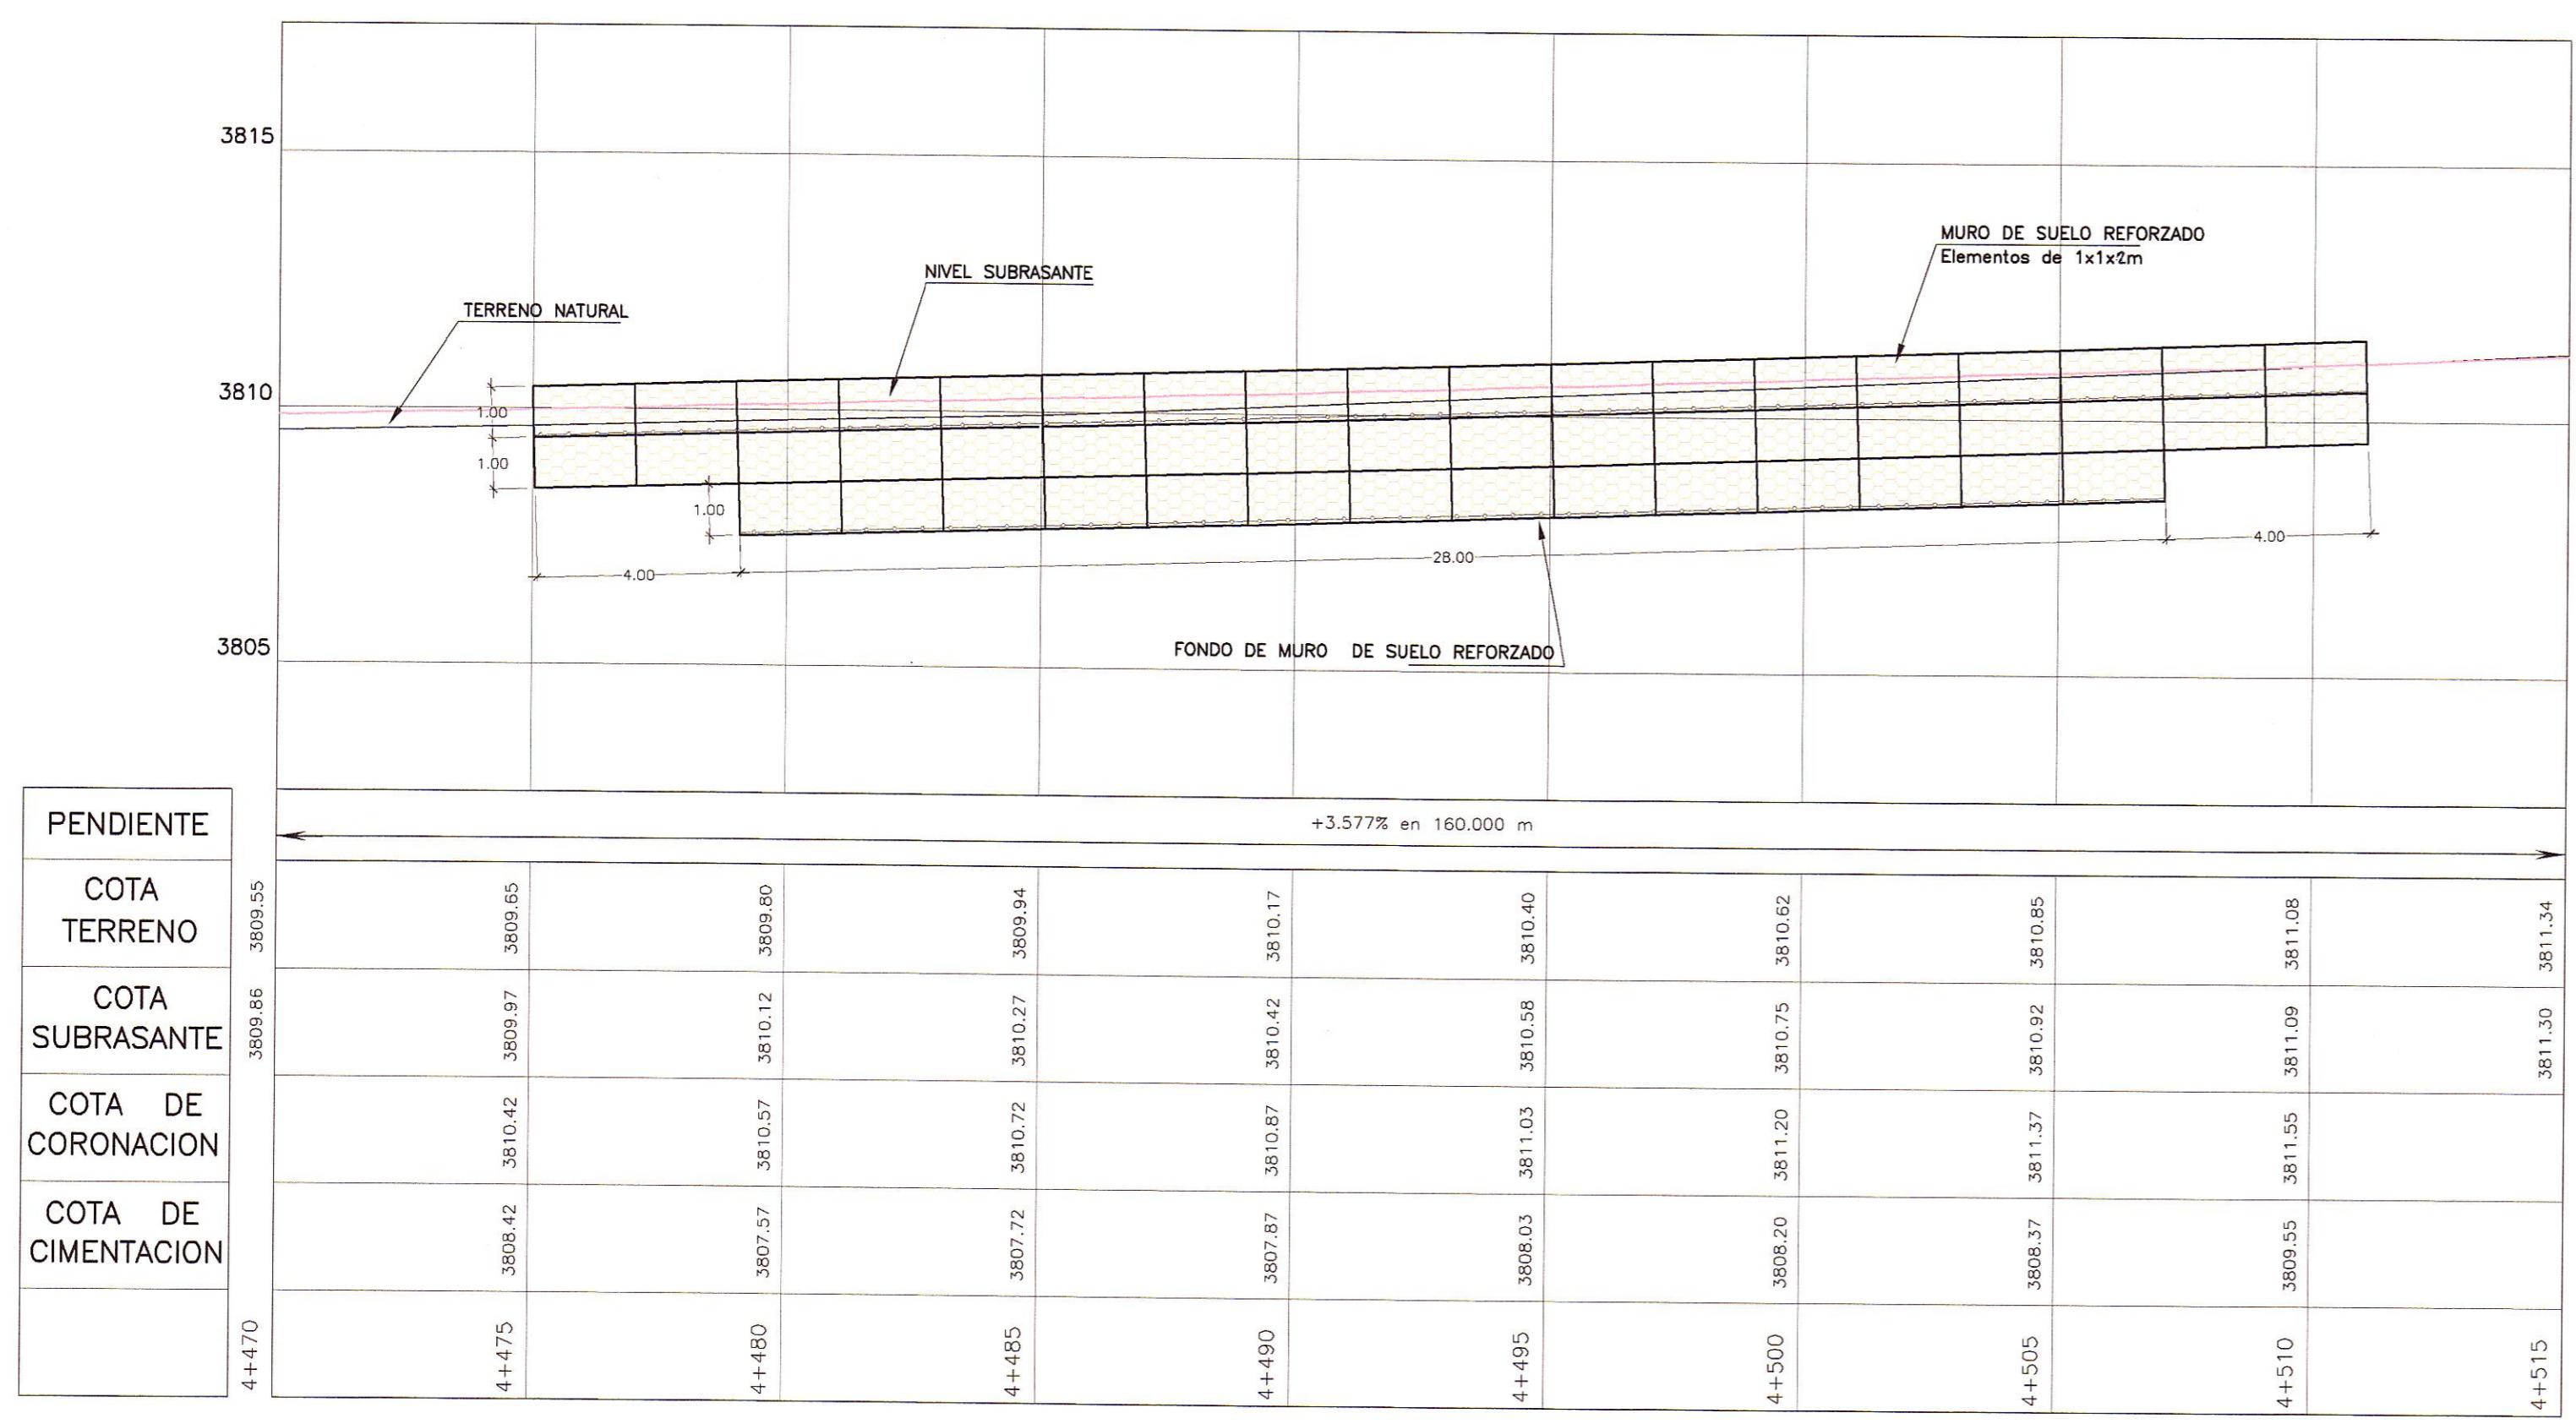 3815
3810
3805
TERRENO NATURAL
NIVEL SUBRASANTE
MURO DE SUELO REFORZADO
Elementos de 1x1x2m
1.00
1.00
1.00
4.00
28.00
4.00
FONDO DE MURO DE SUELO REFORZADO
PENDIENTE
+3.577% en 160.000 m
COTA
TERRENO
3809.55 3809.65 3809.80 3809.94 3810.17 3810.40 3810.62 3810.85 3811.08 3811.34
COTA
SUBRASANTE
3809.86 3809.97 3810.12 3810.27 3810.42 3810.58 3810.75 3810.92 3811.09 3811.30
COTA DE
CORONACION
3810.42 3810.57 3810.72 3810.87 3811.03 3811.20 3811.37 3811.55
COTA DE
CIMENTACION
3808.42 3807.57 3807.72 3807.87 3808.03 3808.20 3808.37 3809.55
4+470 4+475 4+480 4+485 4+490 4+495 4+500 4+505 4+510 4+515